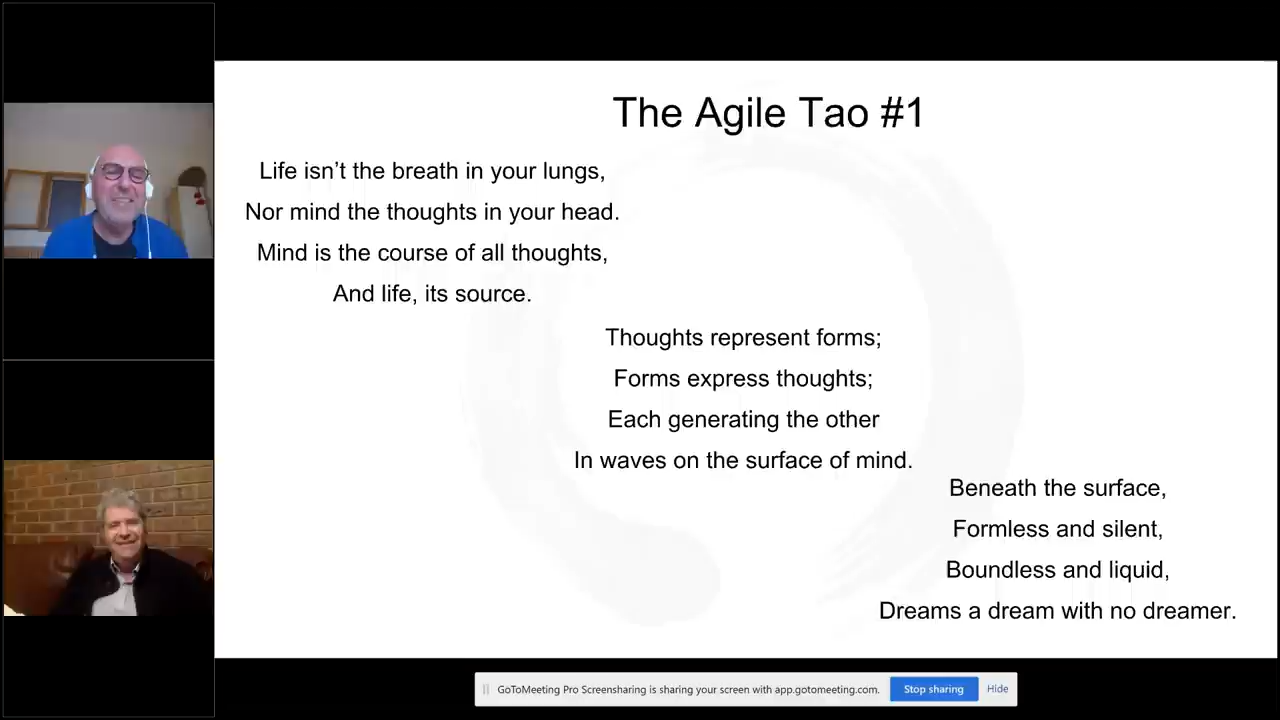 The Agile Tao #1
Life isn’t the breath in your lungs,
Nor mind the thoughts in your head.
Mind is the course of all thoughts,
And life, its source.
Thoughts represent forms;
Forms express thoughts;
Each generating the other
In waves on the surface of mind.
Beneath the surface,
Formless and silent,
Boundless and liquid,
Dreams a dream with no dreamer.
GoToMeeting Pro Screensharing is sharing your screen with app.gotomeeting.com. Stop sharing Hide